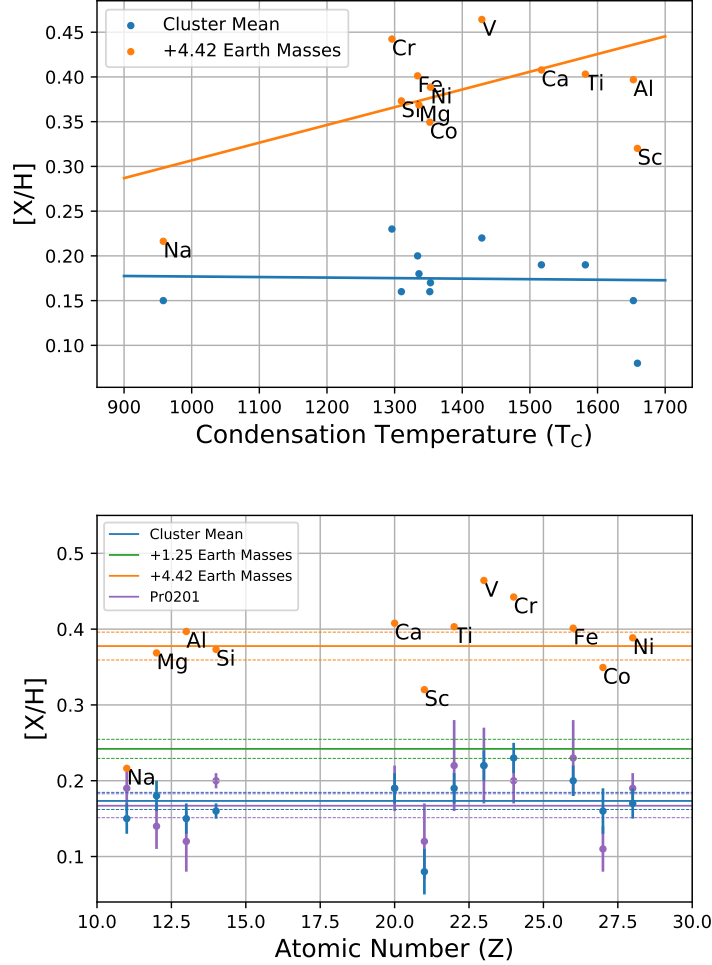 Cluster Mean
+4.42 Earth Masses
0.45
0.40
0.35
0.30
0.25
0.20
0.15
0.10
[X/H]
Cr
V
Fe
Ni
Ca
Ti
Al
Si
Mg
Co
Sc
Na
900 1000 1100 1200 1300 1400 1500 1600 1700
Condensation Temperature (T_C)
Cluster Mean
+1.25 Earth Masses
+4.42 Earth Masses
Pr0201
0.5
0.4
0.3
0.2
0.1
[X/H]
V
Cr
Ca
Ti
Fe
Ni
Al
Mg
Si
Co
Sc
Na
10.0 12.5 15.0 17.5 20.0 22.5 25.0 27.5 30.0
Atomic Number (Z)